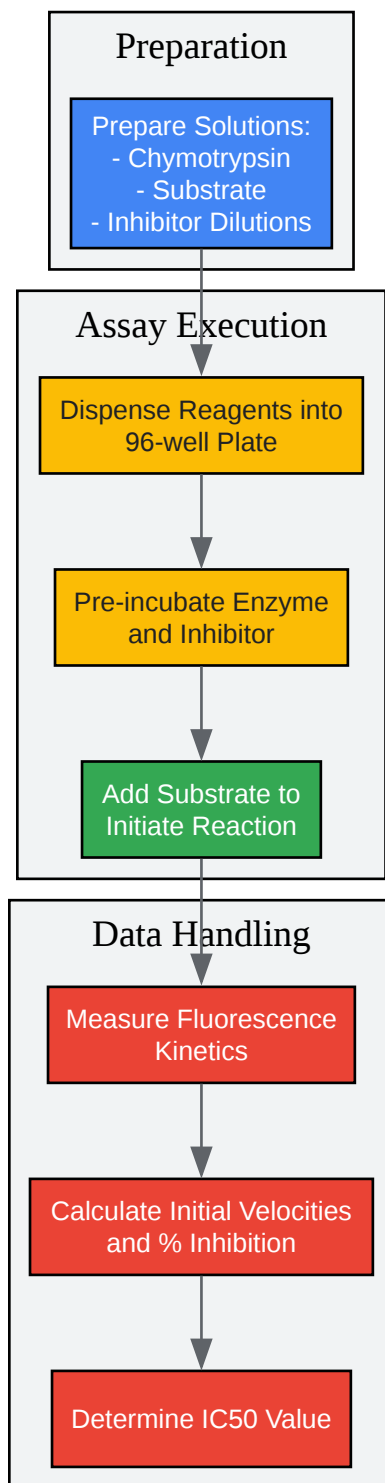 Preparation
Prepare Solutions:
- Chymotrypsin
- Substrate
- Inhibitor Dilutions
Assay Execution
Dispense Reagents into
96-well Plate
Pre-incubate Enzyme
and Inhibitor
Add Substrate to
Initiate Reaction
Data Handling
Measure Fluorescence
Kinetics
Calculate Initial Velocities
and % Inhibition
Determine IC50 Value